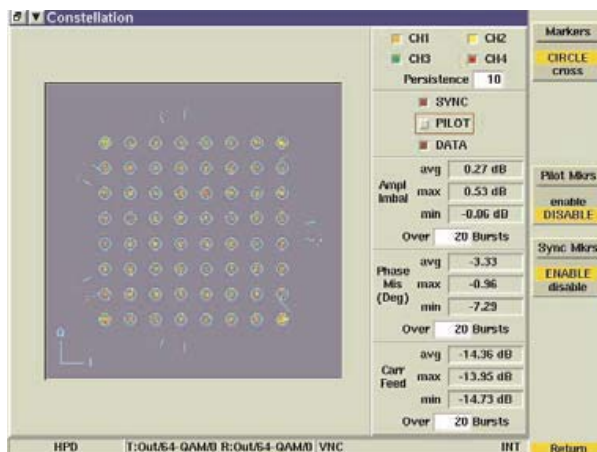 Constellation
CH1 CH2
CH3 CH4
Persistence 10
SYNC
PILOT
DATA
Ampl Imbal
avg 0.27 dB
max 0.53 dB
min -0.06 dB
Over 20 Bursts
Phase Mis (Deg)
avg -3.33
max -0.96
min -7.29
Over 20 Bursts
Carr Feed
avg -14.36 dB
max -13.95 dB
min -14.73 dB
Over 20 Bursts
Markers
CIRCLE
cross
Pilot Mkrs
enable
DISABLE
Sync Mkrs
ENABLE
disable
Q
I
HPD T:Out/64-QAM/0 R:Out/64-QAM/0 VNC INT
Return